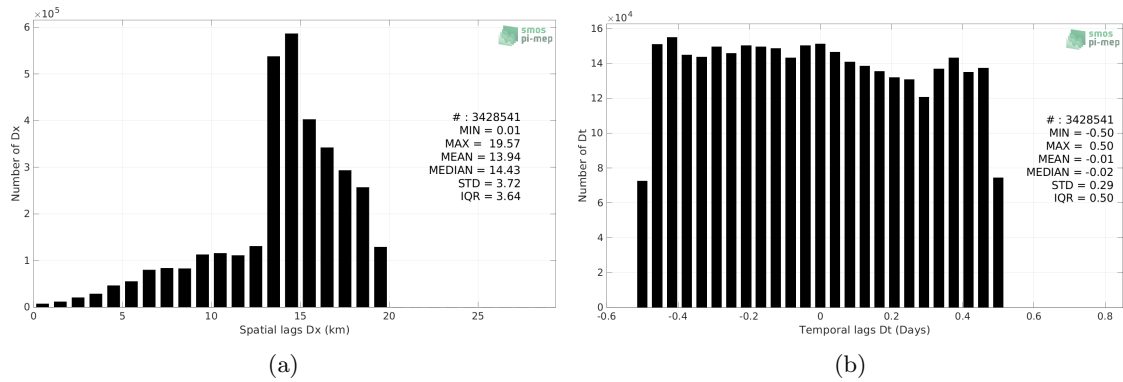 ×10⁵
6
5
4
3
2
1
0
0
5
10
15
20
25
Number of Dx
Spatial lags Dx (km)
smos
pi-mep
# : 3428541
MIN = 0.01
MAX = 19.57
MEAN = 13.94
MEDIAN = 14.43
STD = 3.72
IQR = 3.64
(a)
×10⁴
16
14
12
10
8
6
4
2
0
-0.6
-0.4
-0.2
0
0.2
0.4
0.6
0.8
Number of Dt
Temporal lags Dt (Days)
smos
pi-mep
# : 3428541
MIN = -0.50
MAX = 0.50
MEAN = -0.01
MEDIAN = -0.02
STD = 0.29
IQR = 0.50
(b)